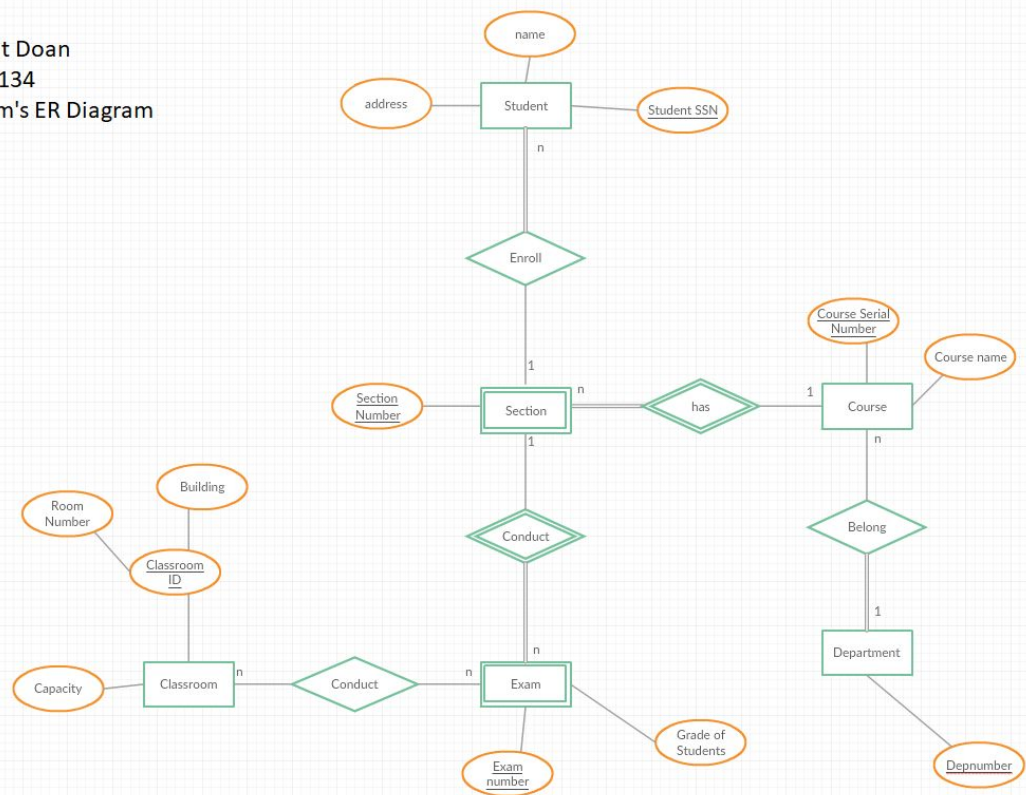 t Doan
134
m's ER Diagram
name
address
Student
Student SSN
n
Enroll
1
Section
Number
Section
n
has
1
Course
Course Serial
Number
Course name
1
n
Room
Number
Building
Classroom
ID
Conduct
Belong
1
n
Capacity
Classroom
n
Conduct
n
Exam
Department
Exam
number
Grade of
Students
Depnumber